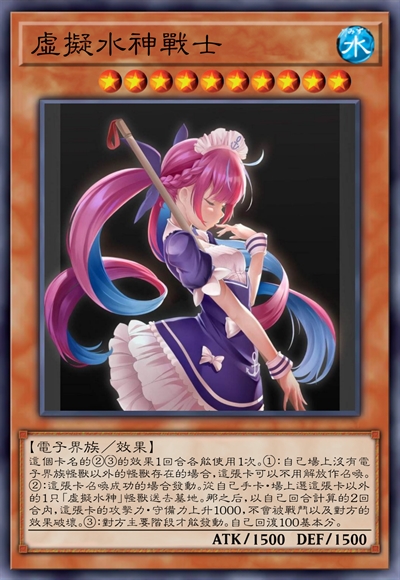 虛擬水神戰士
水
【電子界族／效果】
這個卡名的②③的效果1回合各能使用1次。①：自己場上沒有電
子界族怪獸以外的怪獸存在的場合，這張卡可以不用解放作召喚。
②：這張卡召喚成功的場合發動。從自己手卡·場上選這張卡以外
的1只「虛擬水神」怪獸送去墓地。那之后，以自己回合計算的2回
合內，這張卡的攻擊力·守備力上升1000，不會被戰鬥以及對方的
效果破壞。③：對方主要階段才能發動。自己回復100基本分。
ATK/1500 DEF/1500